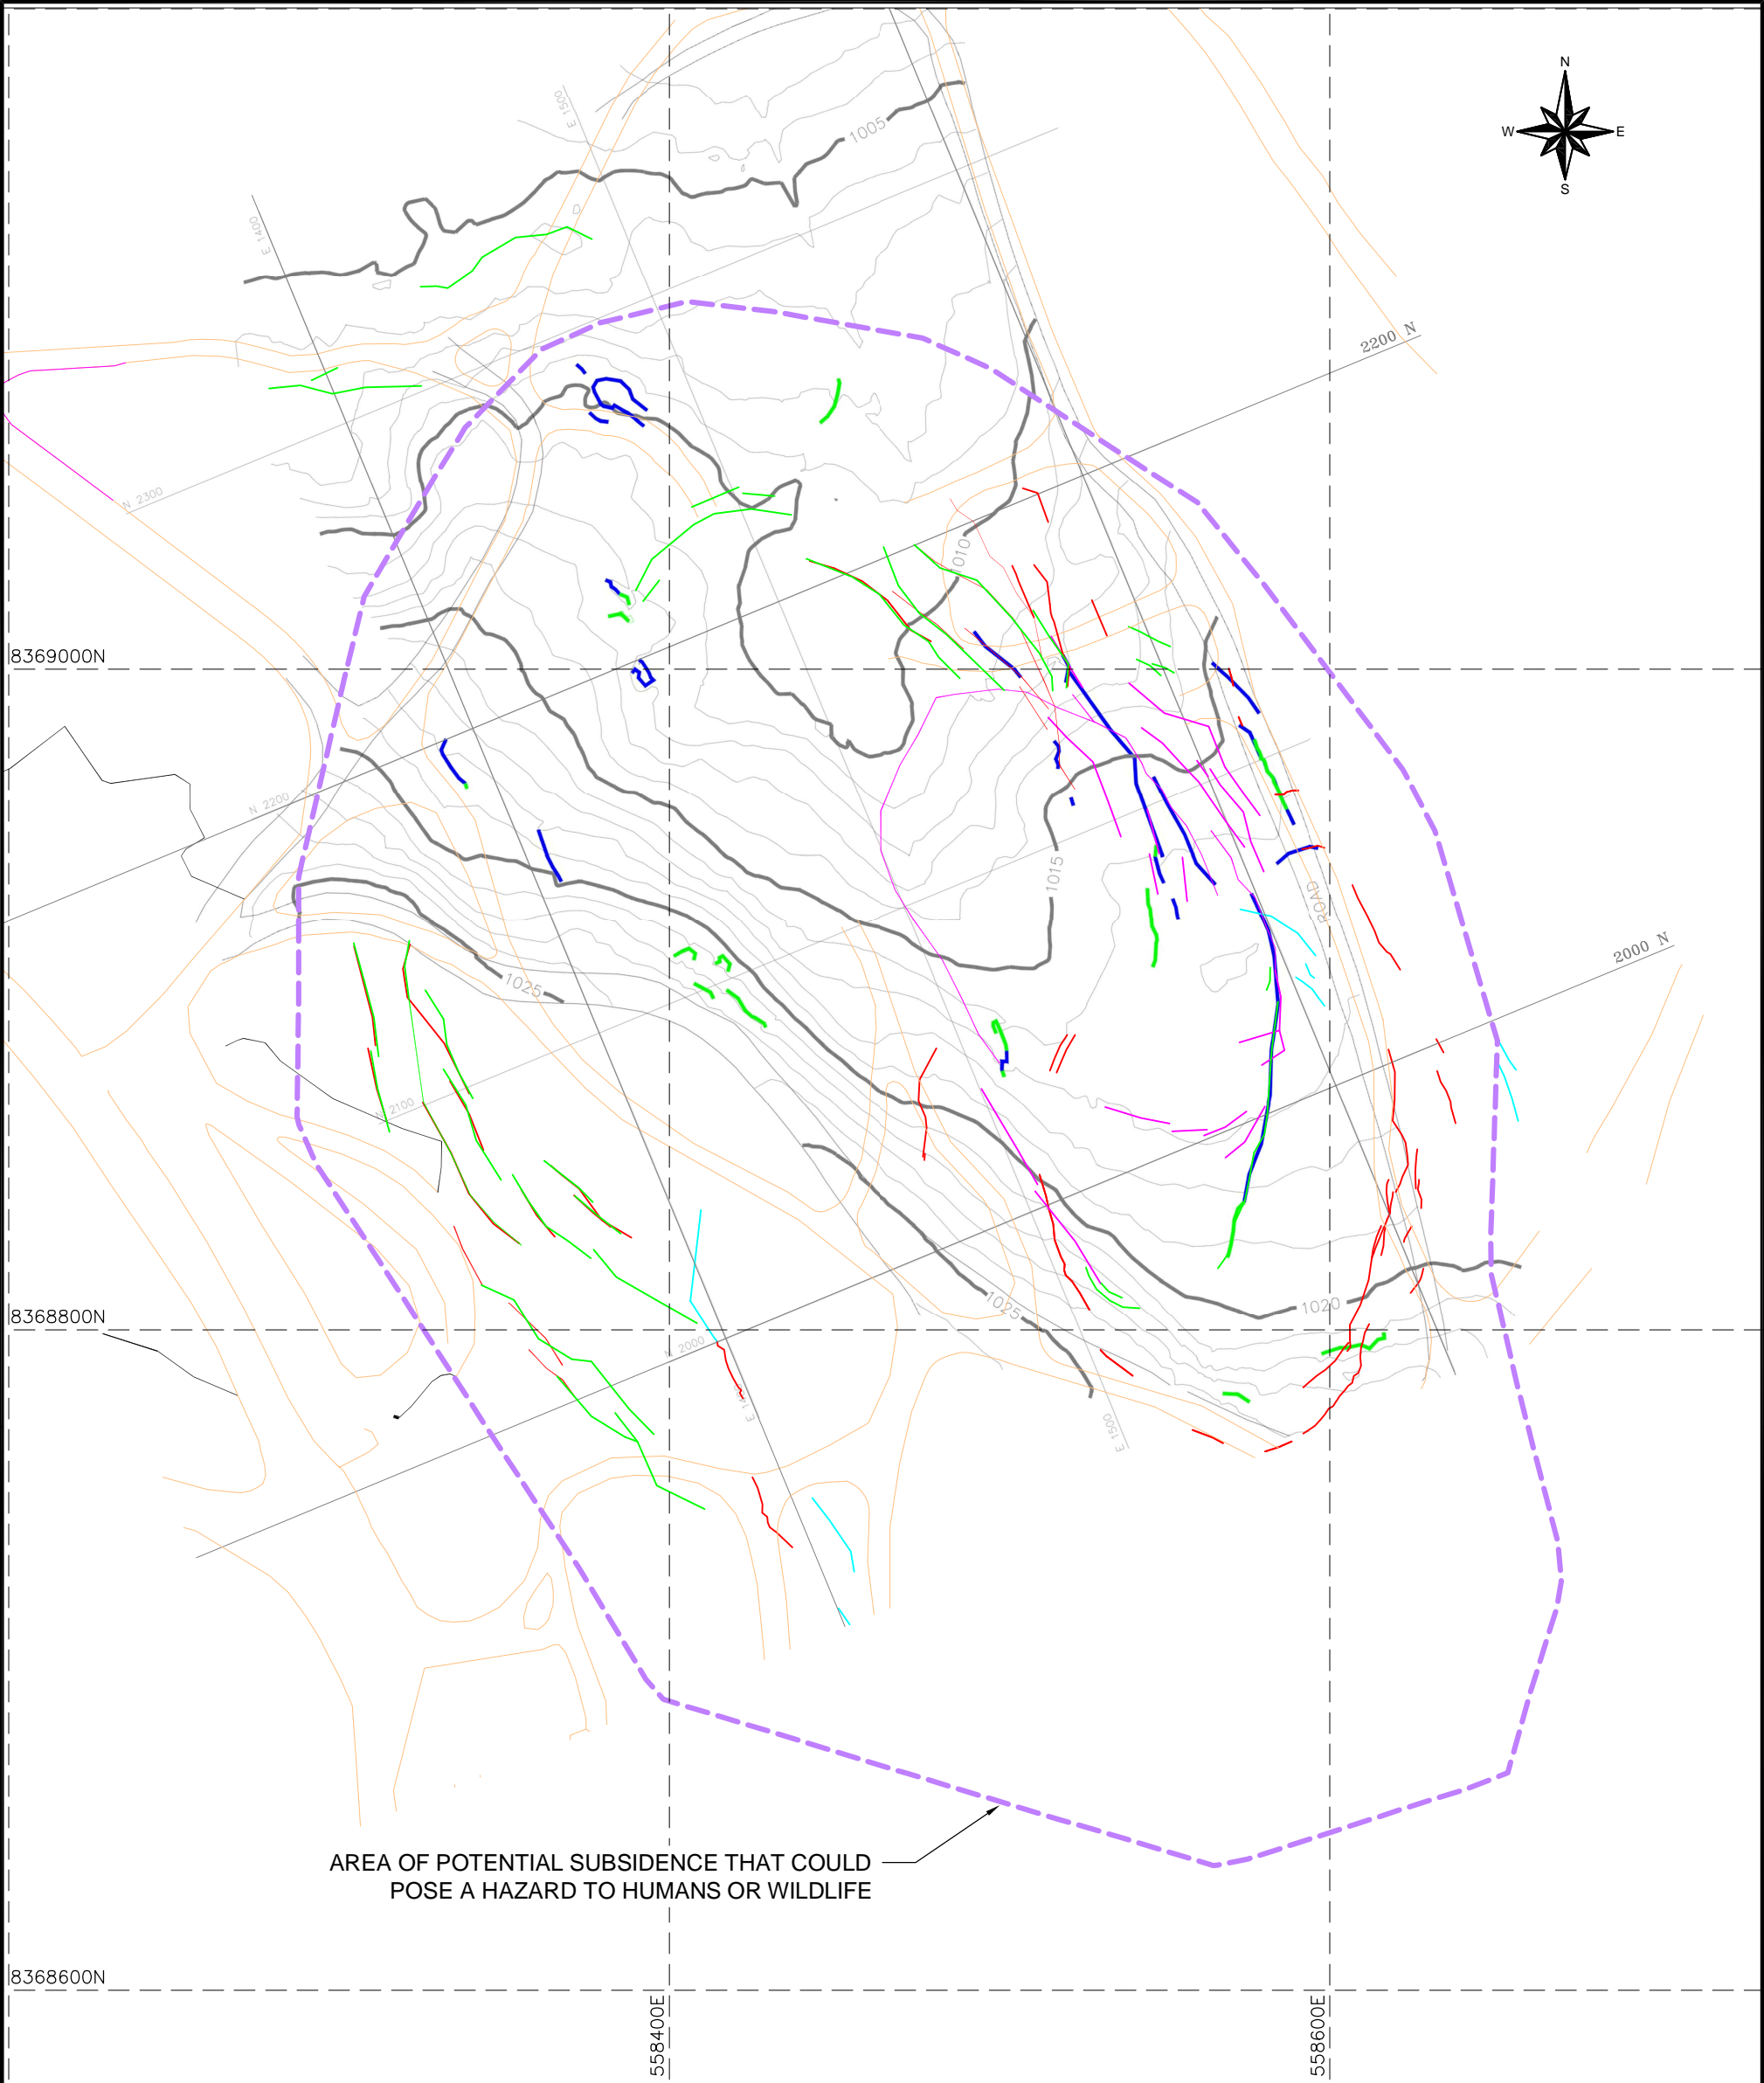 N
W E
S
E 1500
1005
E 1400
2200 N
N 2300
1010
8369000N
N 2200
1015
ROAD
2000 N
1025
N 2100
1025
1020
8368800N
N 2000
E 1500
AREA OF POTENTIAL SUBSIDENCE THAT COULD
POSE A HAZARD TO HUMANS OR WILDLIFE
8368600N
558400E
558600E